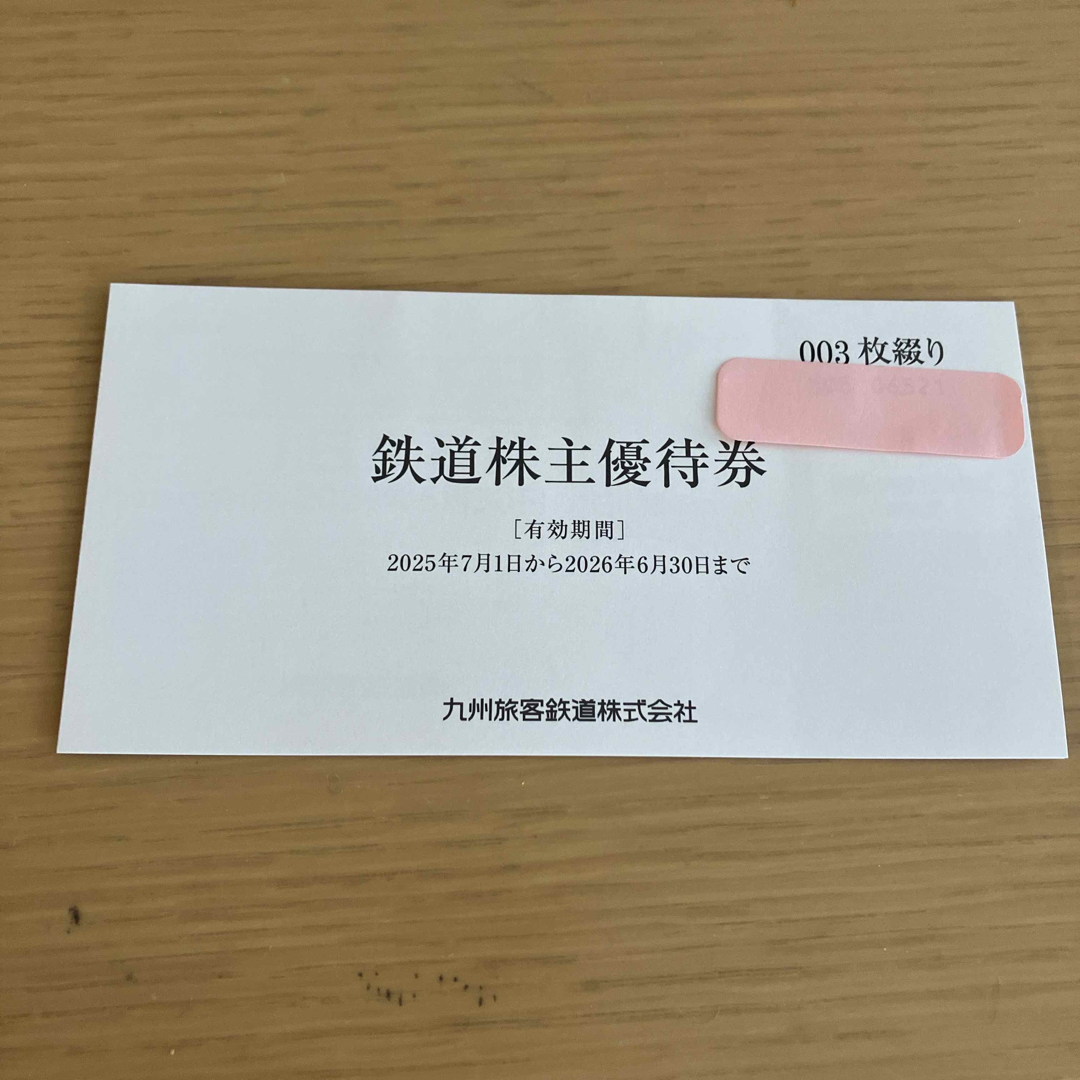 003 枚綴り
鉄道株主優待券
［有効期間］
2025年7月1日から2026年6月30日まで
九州旅客鉄道株式会社